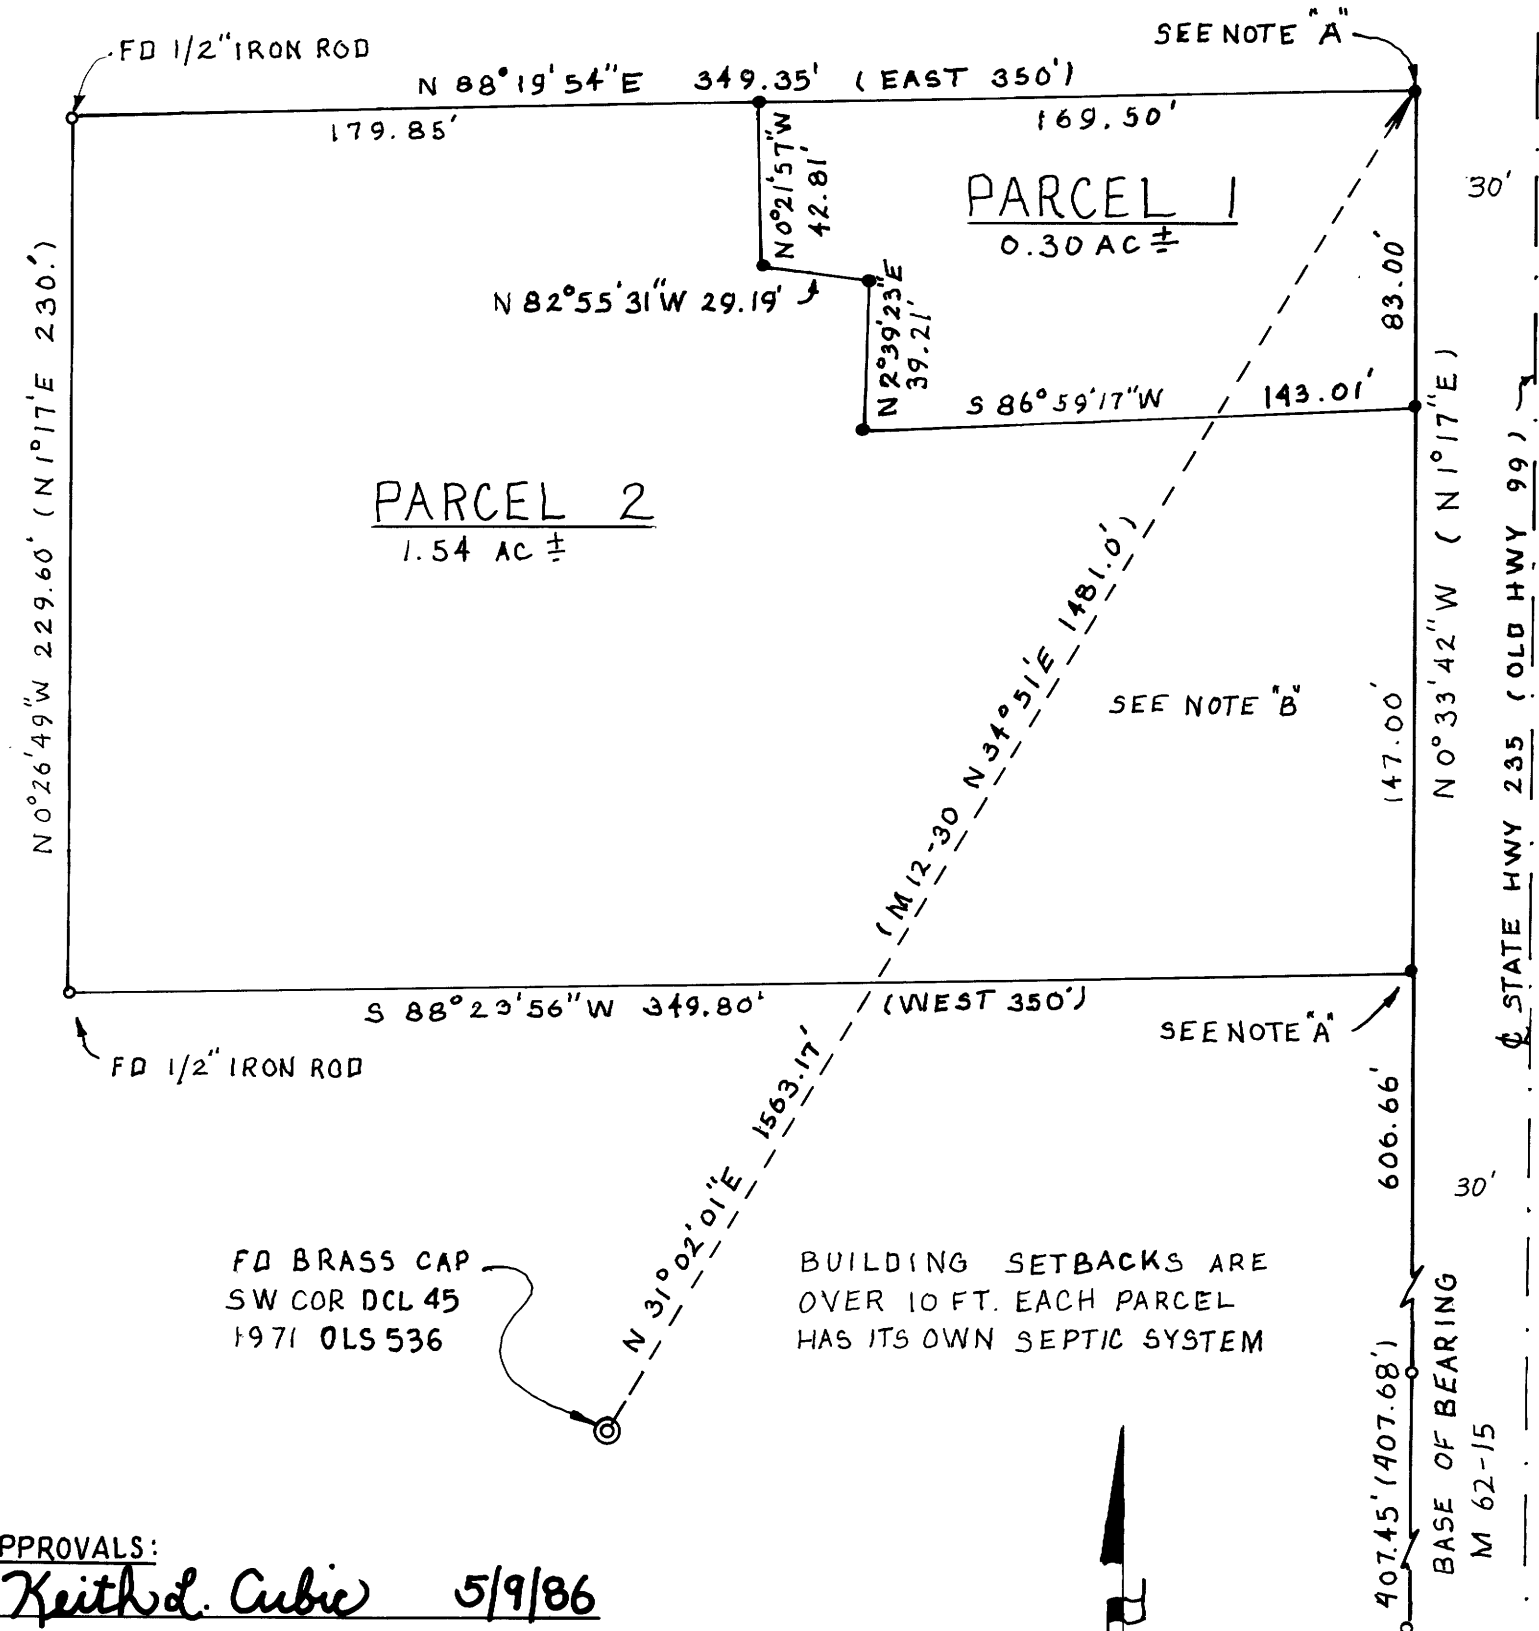 FD 1/2" IRON ROD
SEE NOTE "A"
N 88°19'54"E 349.35' (EAST 350')
179.85'
169.50'
N0°21'57"W
42.81'
PARCEL 1
0.30 AC ±
30'
83.00'
N 82°55'31"W 29.19'
N2°39'23"E
39.21'
S 86°59'17"W 143.01'
N0°26'49"W 229.60' (N1°17'E 230.')
PARCEL 2
1.54 AC ±
(M12-30 N34°51'E 1481.0')
SEE NOTE "B"
147.00'
N0°33'42"W (N1°17"E)
℄ STATE HWY 235 (OLD HWY 99)
S 88°23'56"W 349.80' (WEST 350')
SEE NOTE "A"
FD 1/2" IRON ROD
N 31°02'01"E 1563.17'
606.66'
30'
FD BRASS CAP
SW COR DCL 45
1971 OLS 536
BUILDING SETBACKS ARE
OVER 10 FT. EACH PARCEL
HAS ITS OWN SEPTIC SYSTEM
407.45' (407.68')
BASE OF BEARING
M 62-15
PPROVALS:
Keith L. Cubic 5/9/86